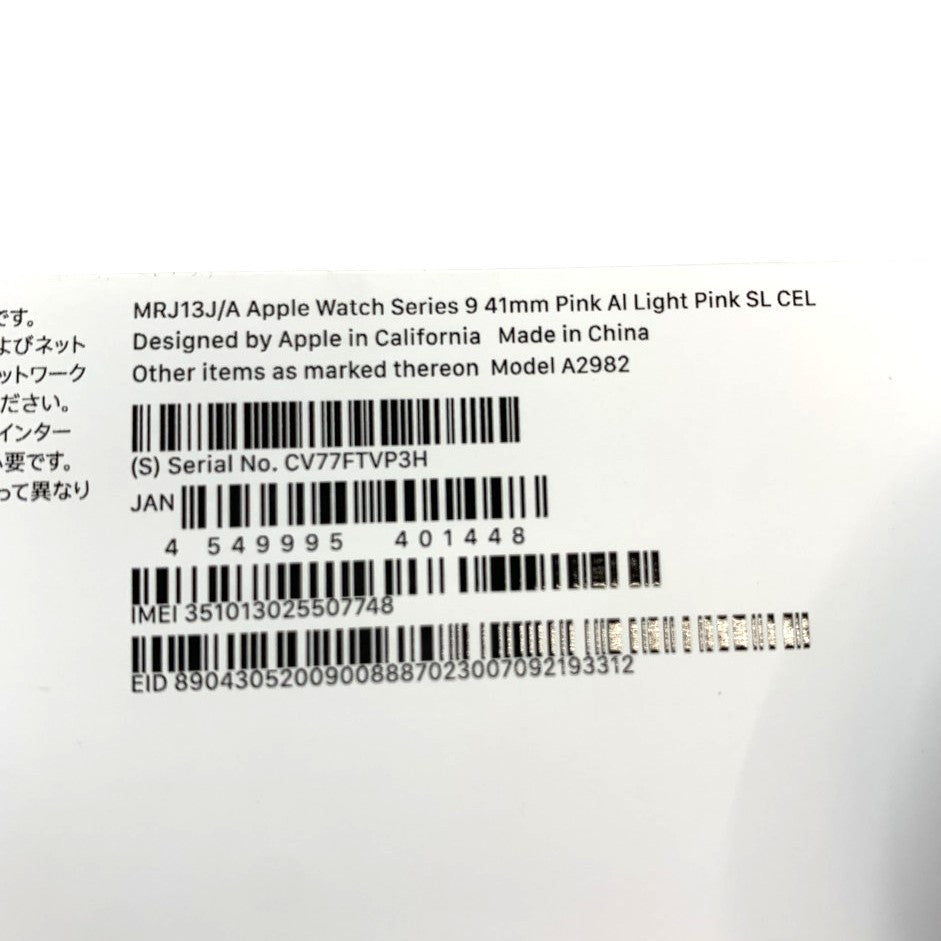 です。
よびネット
ットワーク
ださい。
インター
要です。
って異なり
MRJ13J/A Apple Watch Series 9 41mm Pink Al Light Pink SL CEL
Designed by Apple in California Made in China
Other items as marked thereon Model A2982
(S) Serial No. CV77FTVP3H
JAN
4 549995 401448
IMEI 351013025507748
EID 89043052009008887023007092193312